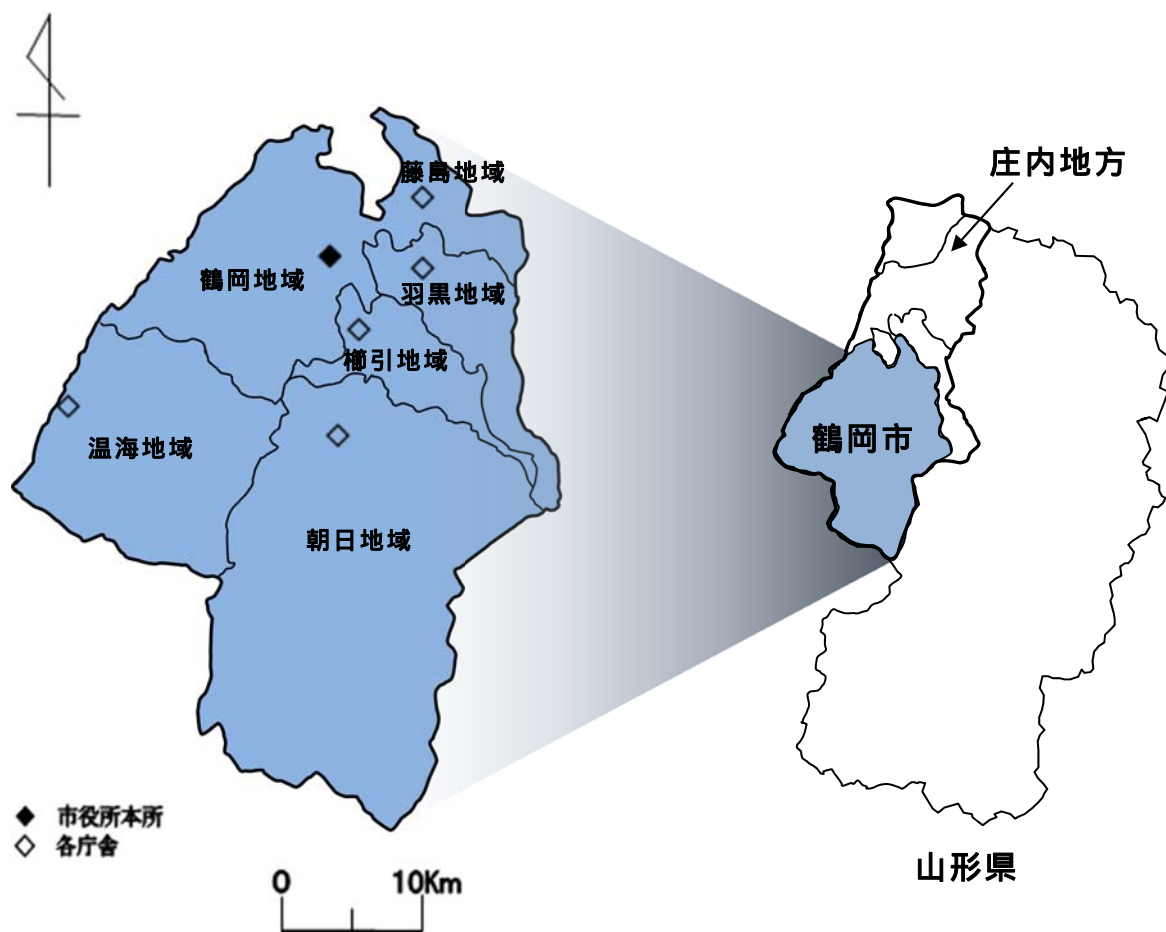 藤島地域
鶴岡地域
羽黒地域
櫛引地域
温海地域
朝日地域
庄内地方
鶴岡市
山形県
◆ 市役所本所
◇ 各庁舎
0 10Km